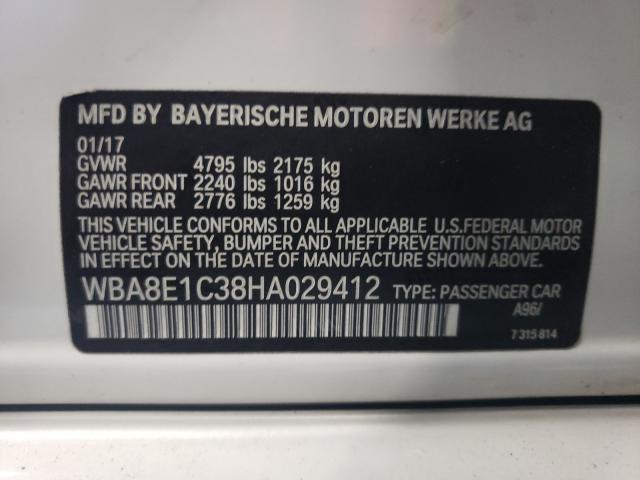 MFD BY BAYERISCHE MOTOREN WERKE AG
01/17
GVWR 4795 lbs 2175 kg
GAWR FRONT 2240 lbs 1016 kg
GAWR REAR 2776 lbs 1259 kg
THIS VEHICLE CONFORMS TO ALL APPLICABLE U.S.FEDERAL MOTOR
VEHICLE SAFETY, BUMPER AND THEFT PREVENTION STANDARDS
IN EFFECT ON THE DATE OF MANUFACTURE SHOWN ABOVE.
WBA8E1C38HA029412 TYPE: PASSENGER CAR
A96/
7 315 814